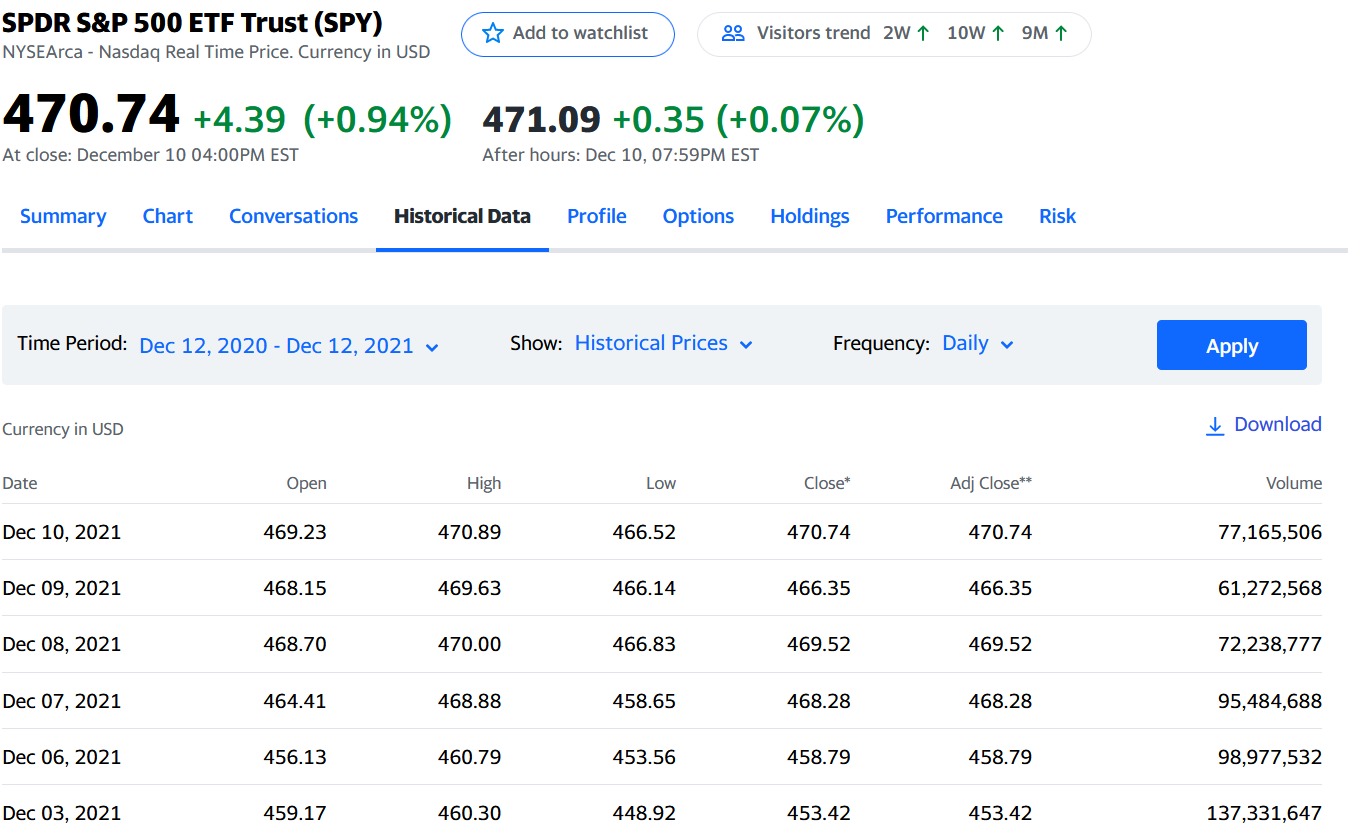 SPDR S&P 500 ETF Trust (SPY)
Add to watchlist
Visitors trend 2W 10W 9M
NYSEArca - Nasdaq Real Time Price. Currency in USD
470.74 +4.39 (+0.94%) 471.09 +0.35 (+0.07%)
At close: December 10 04:00PM EST After hours: Dec 10, 07:59PM EST
Summary Chart Conversations Historical Data Profile Options Holdings Performance Risk
Time Period: Dec 12, 2020 - Dec 12, 2021 Show: Historical Prices Frequency: Daily Apply
Currency in USD Download
Date Open High Low Close* Adj Close** Volume
Dec 10, 2021 469.23 470.89 466.52 470.74 470.74 77,165,506
Dec 09, 2021 468.15 469.63 466.14 466.35 466.35 61,272,568
Dec 08, 2021 468.70 470.00 466.83 469.52 469.52 72,238,777
Dec 07, 2021 464.41 468.88 458.65 468.28 468.28 95,484,688
Dec 06, 2021 456.13 460.79 453.56 458.79 458.79 98,977,532
Dec 03, 2021 459.17 460.30 448.92 453.42 453.42 137,331,647